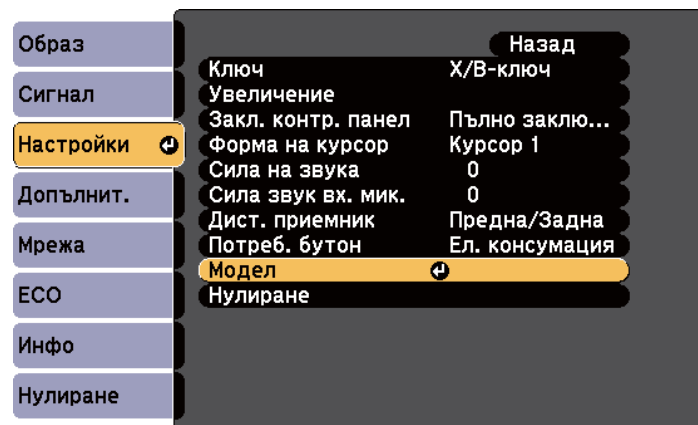 Образ
Сигнал
Настройки
Допълнит.
Мрежа
ECO
Инфо
Нулиране
Назад
Ключ Х/В-ключ
Увеличение
Закл. контр. панел Пълно заклю...
Форма на курсор Курсор 1
Сила на звука 0
Сила звук вх. мик. 0
Дист. приемник Предна/Задна
Потреб. бутон Ел. консумация
Модел
Нулиране